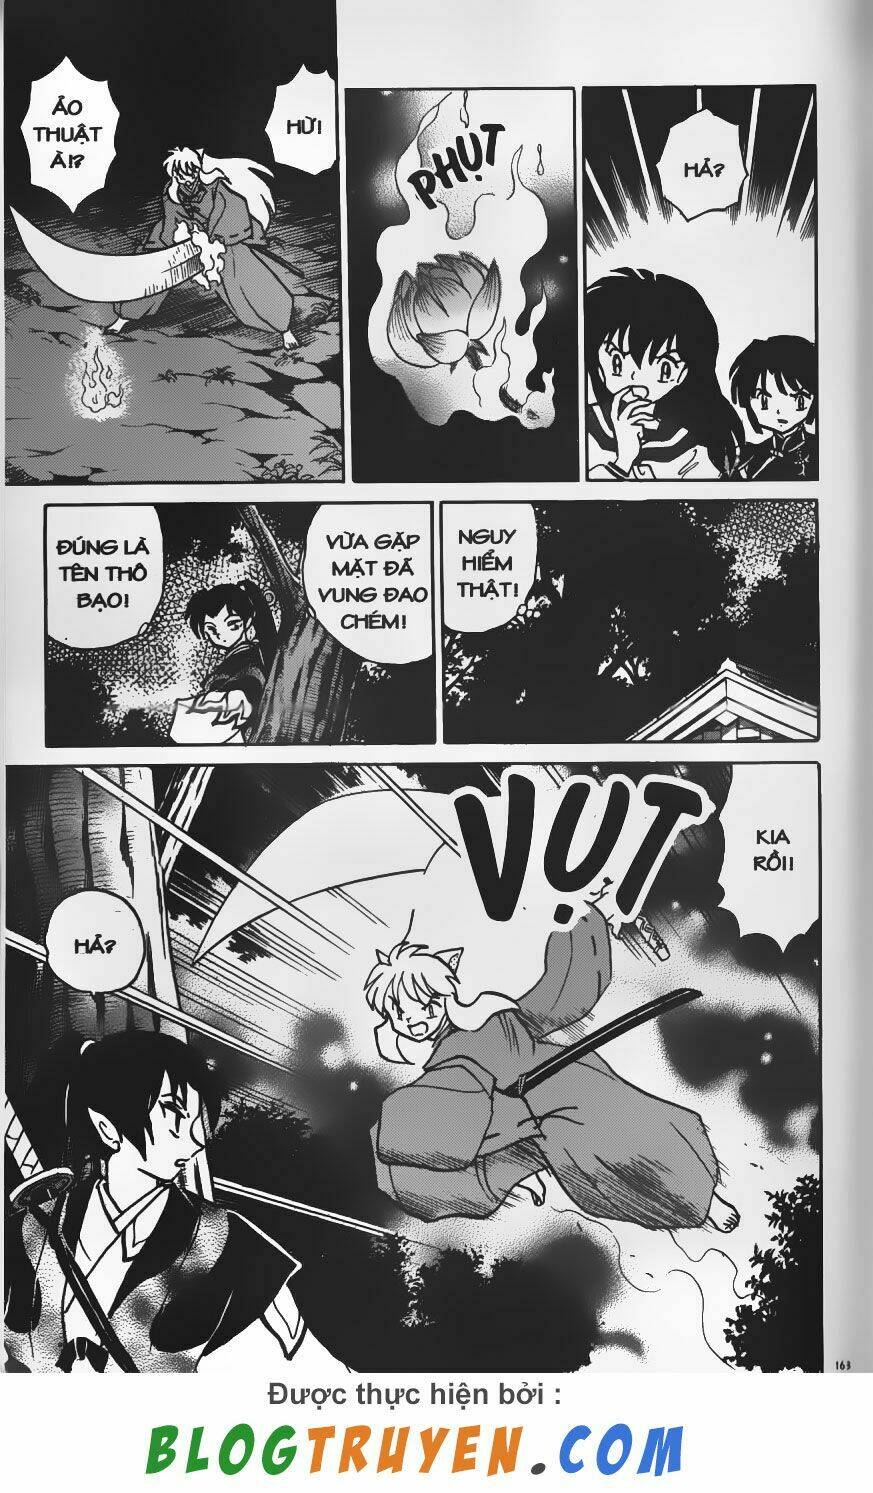 HẢ?
PHỤT
HỪ!
ẢO
THUẬT
À!?
NGUY
HIỂM
THẬT!
VỪA GẶP
MẶT ĐÃ
VUNG ĐAO
CHÉM!
ĐÚNG LÀ
TÊN THÔ
BẠO!
KIA
RỒI!
VỤT
HẢ?
163
Được thực hiện bởi :
BLOGTRUYEN.COM